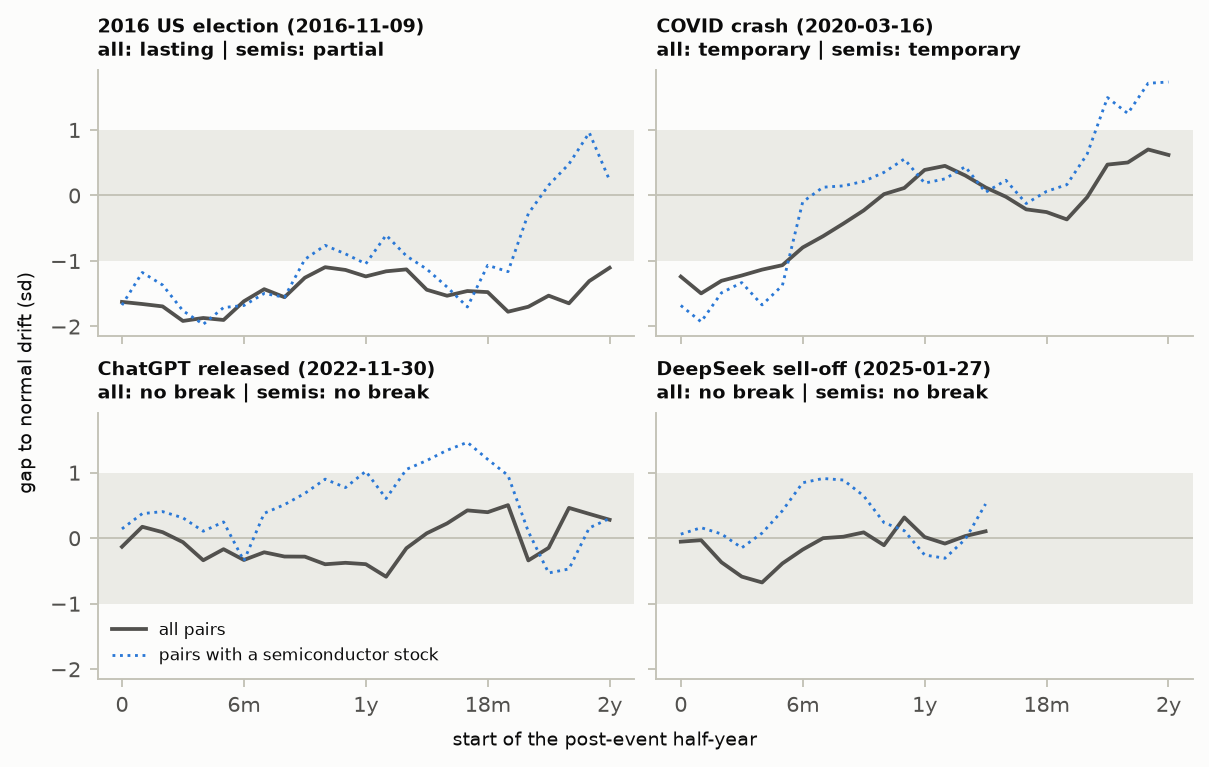 2016 US election (2016-11-09)
all: lasting | semis: partial
COVID crash (2020-03-16)
all: temporary | semis: temporary
1
0
−1
−2
ChatGPT released (2022-11-30)
all: no break | semis: no break
DeepSeek sell-off (2025-01-27)
all: no break | semis: no break
gap to normal drift (sd)
1
0
−1
−2
all pairs
pairs with a semiconductor stock
0 6m 1y 18m 2y
0 6m 1y 18m 2y
start of the post-event half-year